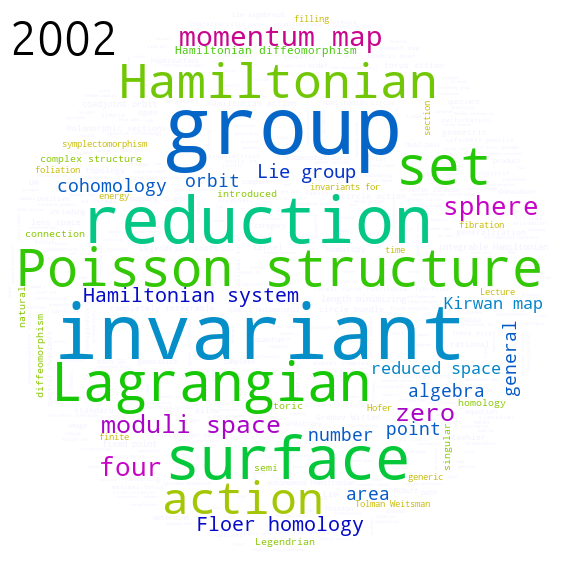 2002
filling
momentum map
Hamiltonian diffeomorphism
Hamiltonian
group
section
symplectomorphism
complex structure
foliation
Lie group
set
cohomology
orbit
invariants for
introduced
energy
reduction
sphere
fibration
connection
time
Poisson structure
Lecture
Hamiltonian system
Kirwan map
natural
diffeomorphism
invariant
general
Lagrangian
reduced space
algebra
toric
Hofer
homology
zero
moduli space
number
point
finite
singular
four
surface
semi
generic
action
area
Tolman Weitsman
Floer homology
Legendrian